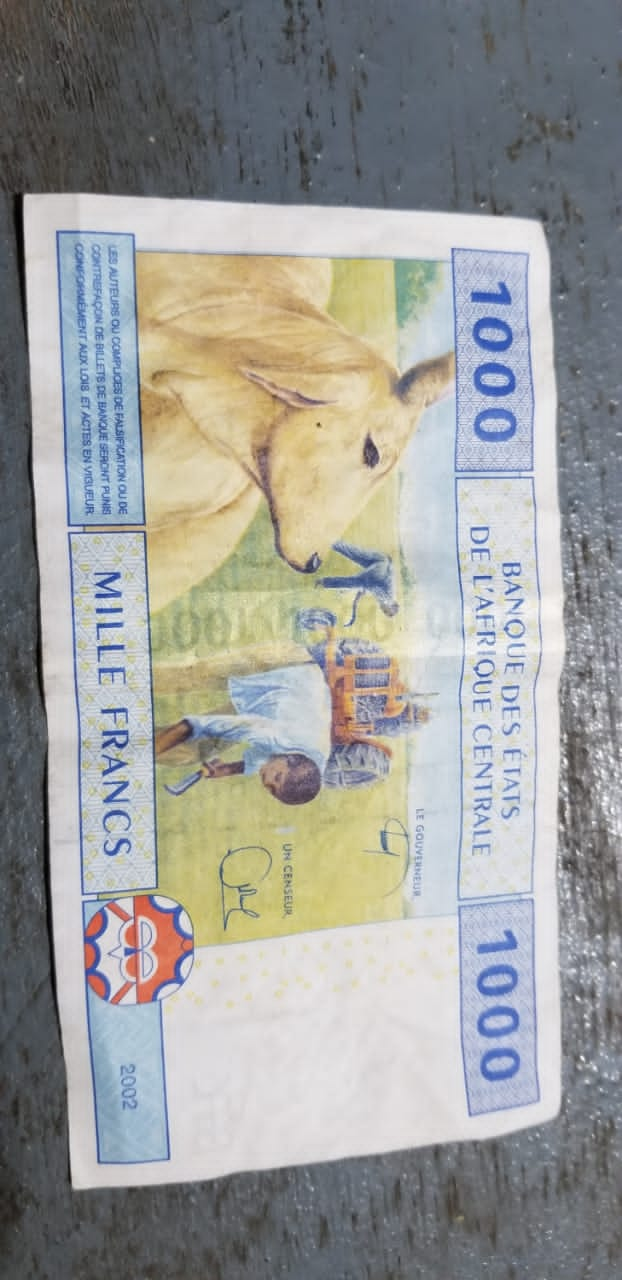 1000
BANQUE DES ÉTATS
DE L'AFRIQUE CENTRALE
1000
LE GOUVERNEUR
UN CENSEUR,
LES AUTEURS OU COMPLICES DE FALSIFICATION OU DE
CONTREFAÇON DE BILLETS DE BANQUE SERONT PUNIS
CONFORMÉMENT AUX LOIS ET ACTES EN VIGUEUR.
MILLE FRANCS
2002